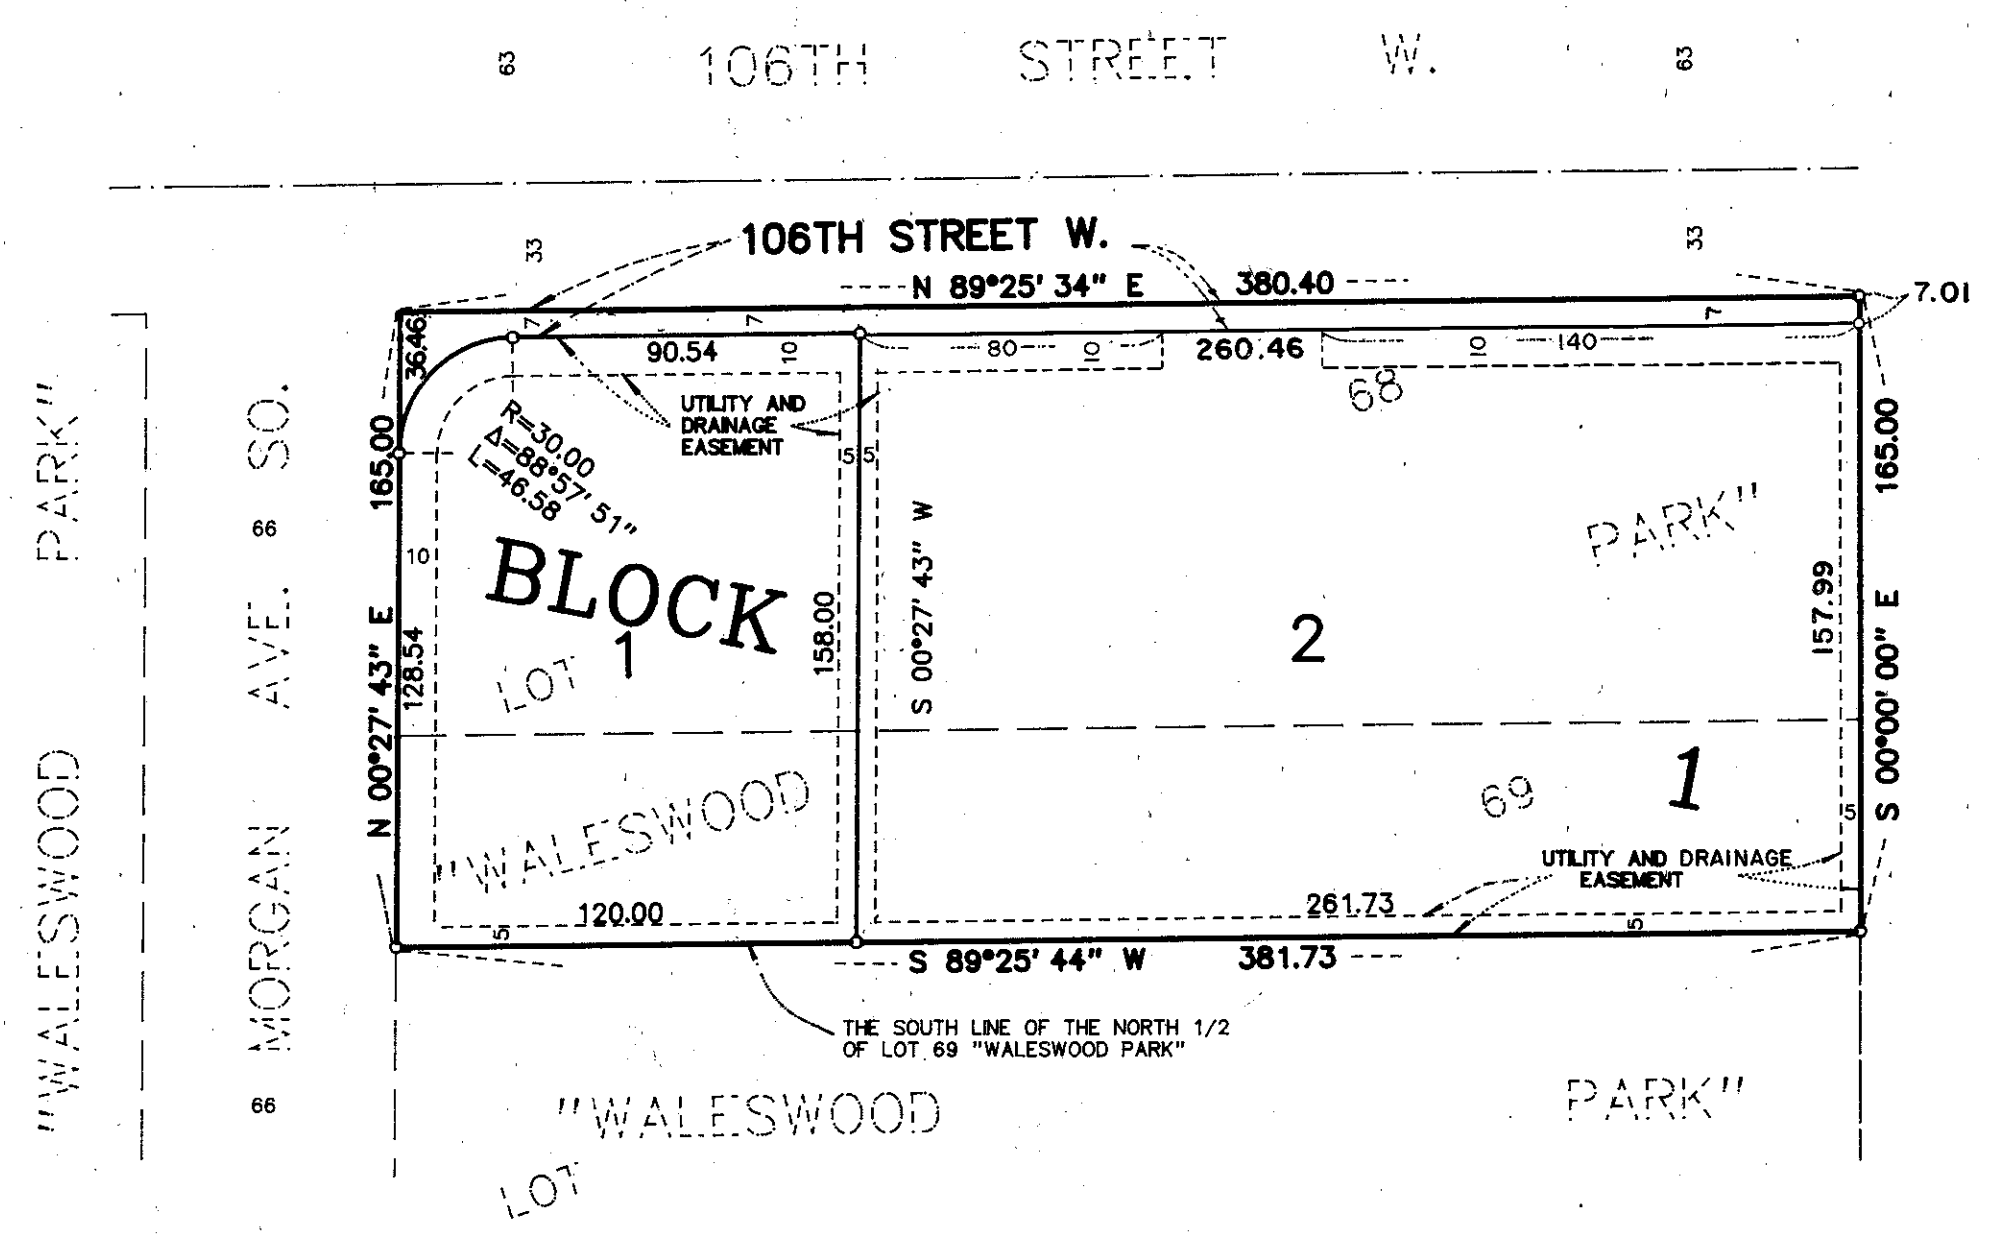 63
106TH STREET W.
63
33
106TH STREET W.
33
N 89°25' 34" E 380.40
7.01
36.46
7
7
7
90.54
10
80
10
260.46
10
140
68
UTILITY AND
DRAINAGE
EASEMENT
R=30.00
Δ=88°57' 51"
L=46.58
5
5
165.00
165.00
"WALESWOOD PARK"
MORGAN AVE. SO.
66
10
N 00°27' 43" E
128.54
BLOCK
1
LOT
158.00
S 00°27' 43" W
PARK"
2
157.99
S 00°00' 00" E
1
69
5
"WALESWOOD
UTILITY AND DRAINAGE
EASEMENT
120.00
261.73
5
5
S 89°25' 44" W 381.73
THE SOUTH LINE OF THE NORTH 1/2
OF LOT 69 "WALESWOOD PARK"
66
"WALESWOOD PARK"
LOT